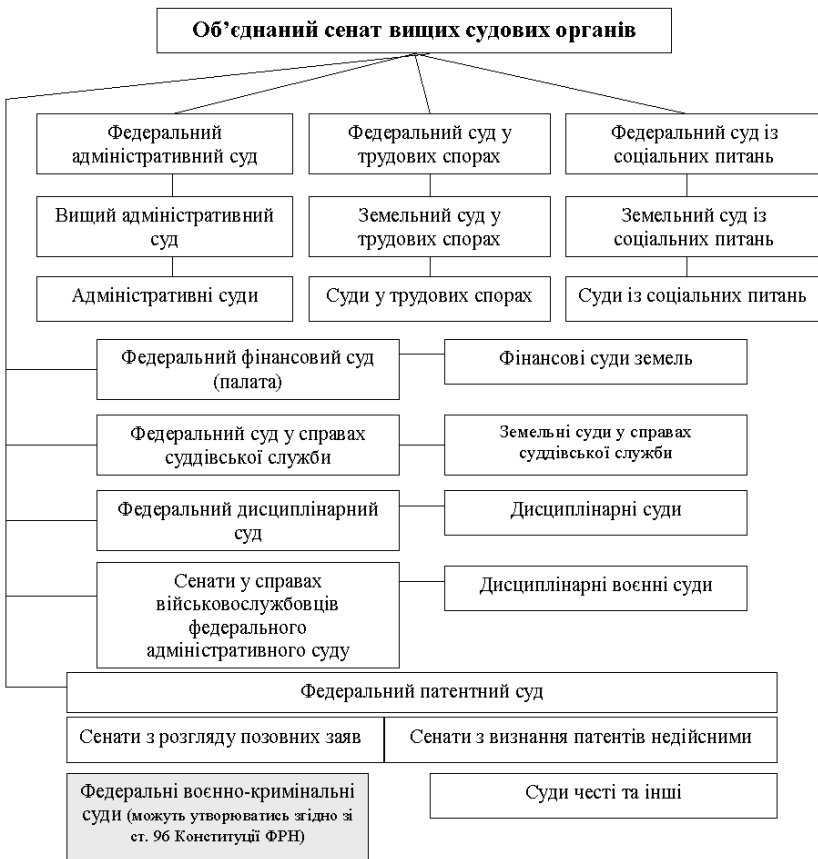 Об’єднаний сенат вищих судових органів
Федеральний
адміністративний суд
Федеральний суд у
трудових спорах
Федеральний суд із
соціальних питань
Вищий адміністративний
суд
Земельний суд у
трудових спорах
Земельний суд із
соціальних питань
Адміністративні суди
Суди у трудових спорах
Суди із соціальних питань
Федеральний фінансовий суд
(палата)
Фінансові суди земель
Федеральний суд у справах
суддівської служби
Земельні суди у справах
суддівської служби
Федеральний дисциплінарний
суд
Дисциплінарні суди
Сенати у справах
військовослужбовців
федерального
адміністративного суду
Дисциплінарні воєнні суди
Федеральний патентний суд
Сенати з розгляду позовних заяв
Сенати з визнання патентів недійсними
Федеральні воєнно-кримінальні
суди (можуть утворюватись згідно зі
ст. 96 Конституції ФРН)
Суди честі та інші